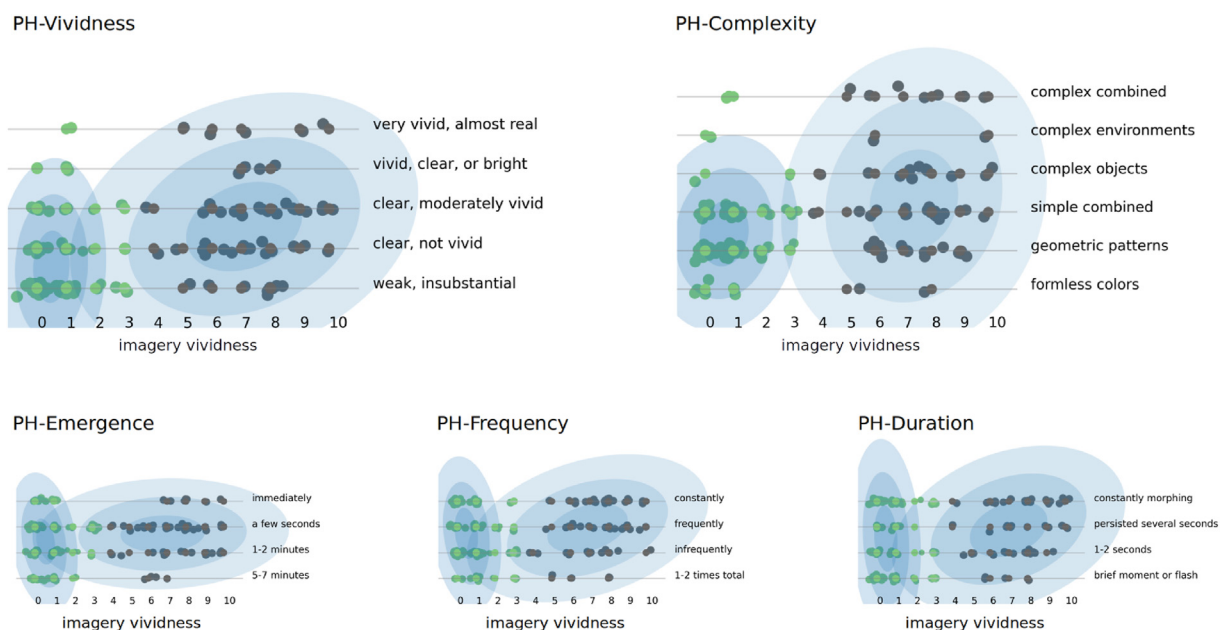 PH-Vividness
very vivid, almost real
vivid, clear, or bright
clear, moderately vivid
clear, not vivid
weak, insubstantial
0 1 2 3 4 5 6 7 8 9 10
imagery vividness
PH-Complexity
complex combined
complex environments
complex objects
simple combined
geometric patterns
formless colors
0 1 2 3 4 5 6 7 8 9 10
imagery vividness
PH-Emergence
immediately
a few seconds
1-2 minutes
5-7 minutes
0 1 2 3 4 5 6 7 8 9 10
imagery vividness
PH-Frequency
constantly
frequently
infrequently
1-2 times total
0 1 2 3 4 5 6 7 8 9 10
imagery vividness
PH-Duration
constantly morphing
persisted several seconds
1-2 seconds
brief moment or flash
0 1 2 3 4 5 6 7 8 9 10
imagery vividness